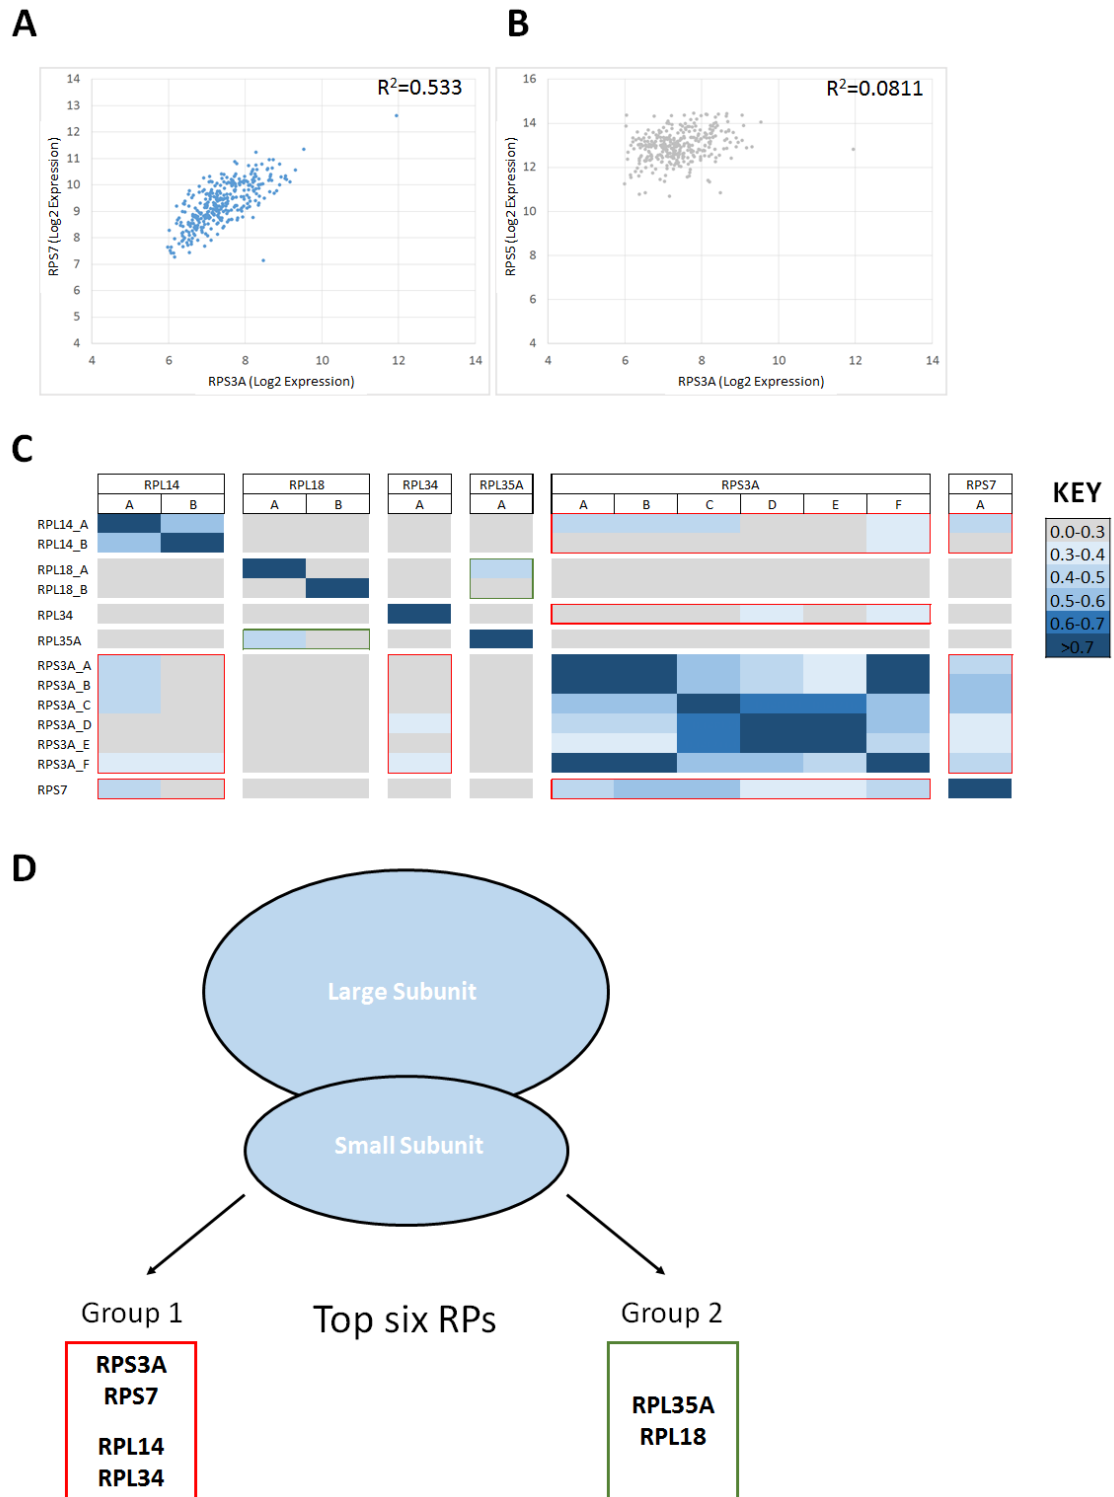 A
B
R²=0.533
14
13
12
11
10
9
8
7
6
5
4
RPS7 (Log2 Expression)
4
6
8
10
12
14
RPS3A (Log2 Expression)
R²=0.0811
16
14
12
10
8
6
4
RPS5 (Log2 Expression)
4
6
8
10
12
14
RPS3A (Log2 Expression)
C
RPL14 RPL18 RPL34 RPL35A RPS3A RPS7
A B A B A A A B C D E F A
RPL14_A
RPL14_B
RPL18_A
RPL18_B
RPL34
RPL35A
RPS3A_A
RPS3A_B
RPS3A_C
RPS3A_D
RPS3A_E
RPS3A_F
RPS7
KEY
0.0-0.3
0.3-0.4
0.4-0.5
0.5-0.6
0.6-0.7
>0.7
D
Large Subunit
Small Subunit
Group 1
Top six RPs
Group 2
RPS3A
RPS7
RPL14
RPL34
RPL35A
RPL18